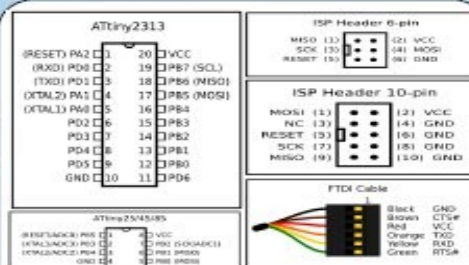 ATtiny2313
(RESET) PA2 1 20 VCC
(RXD) PD0 2 19 PB7 (SCL)
(TXD) PD1 3 18 PB6 (MISO)
(XTAL2) PA1 4 17 PB5 (MOSI)
(XTAL1) PA0 5 16 PB4
PD2 6 15 PB3
PD3 7 14 PB2
PD4 8 13 PB1
PD5 9 12 PB0
GND 10 11 PD6
ISP Header 6-pin
MISO (1) (2) VCC
SCK (3) (4) MOSI
RESET (5) (6) GND
ISP Header 10-pin
MOSI (1) (2) VCC
NC (3) (4) GND
RESET (5) (6) GND
SCK (7) (8) GND
MISO (9) (10) GND
ATtiny25/45/85
VCC
GND
FTDI Cable
1
Black GND
Brown CTS#
Red VCC
Orange TXD
Yellow RXD
Green RTS#